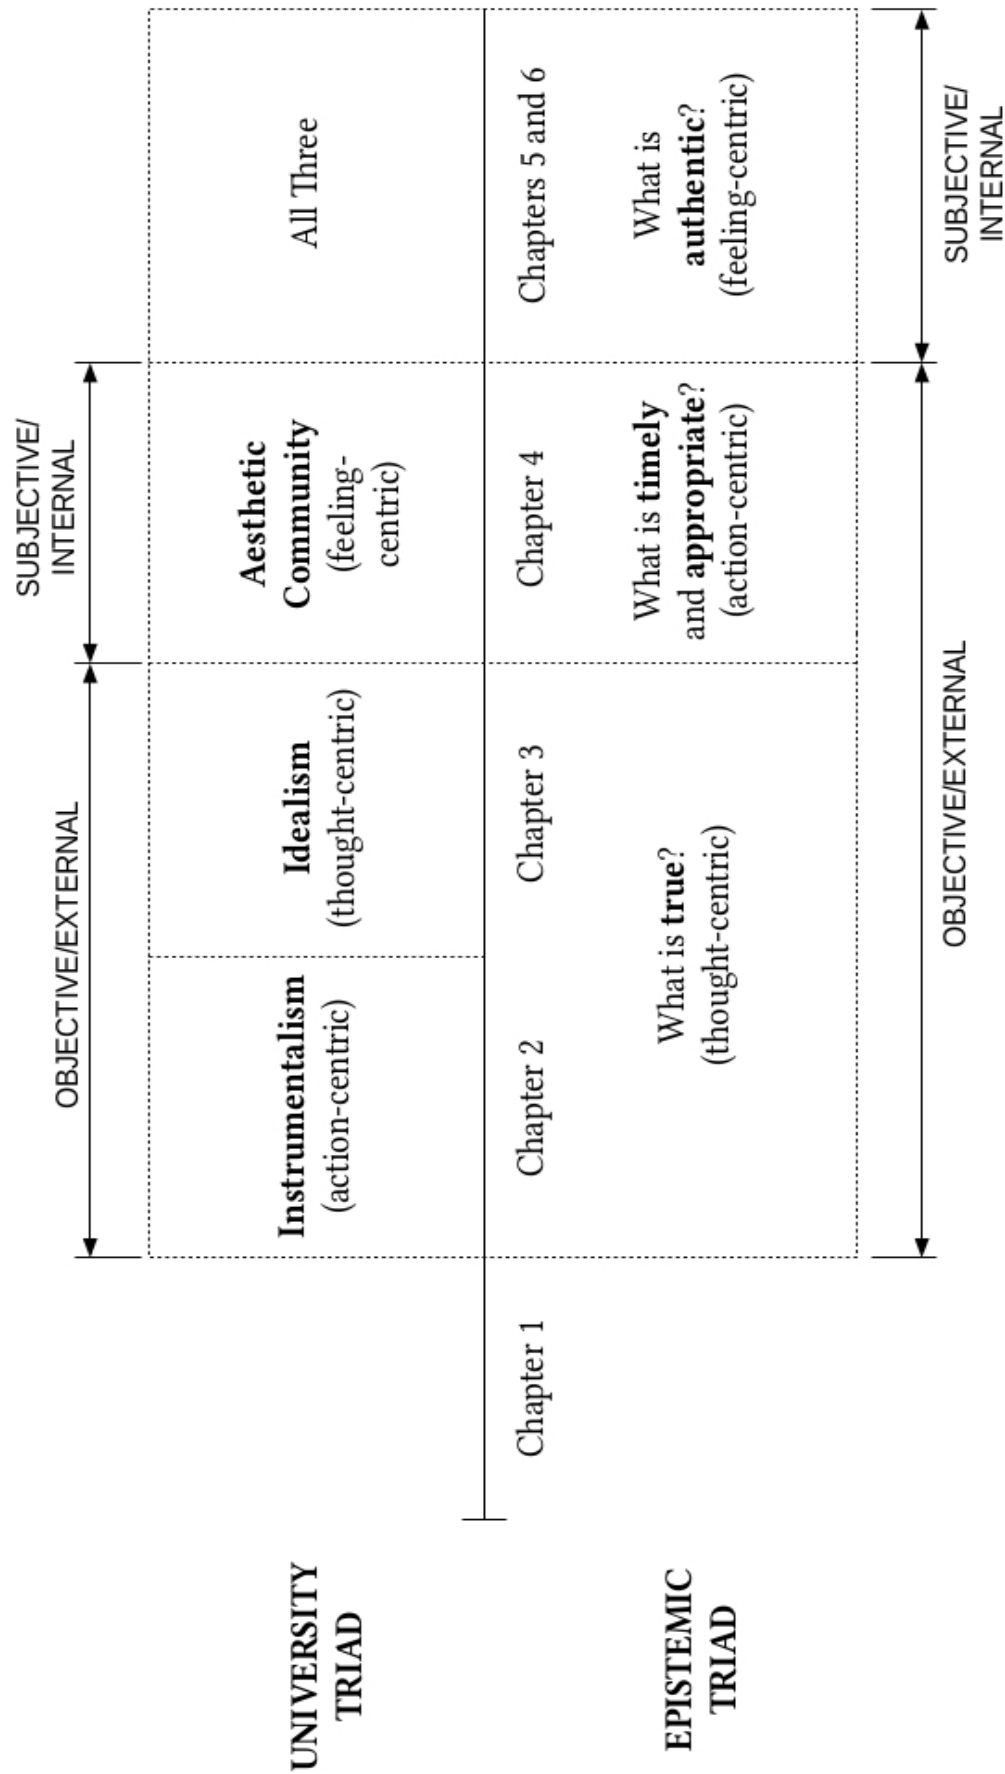 OBJECTIVE/EXTERNAL
SUBJECTIVE/
INTERNAL
UNIVERSITY
TRIAD
Instrumentalism
(action-centric)
Idealism
(thought-centric)
Aesthetic
Community
(feeling-
centric)
All Three
Chapter 1
Chapter 2
Chapter 3
Chapter 4
Chapters 5 and 6
EPISTEMIC
TRIAD
What is true?
(thought-centric)
What is timely
and appropriate?
(action-centric)
What is
authentic?
(feeling-centric)
OBJECTIVE/EXTERNAL
SUBJECTIVE/
INTERNAL